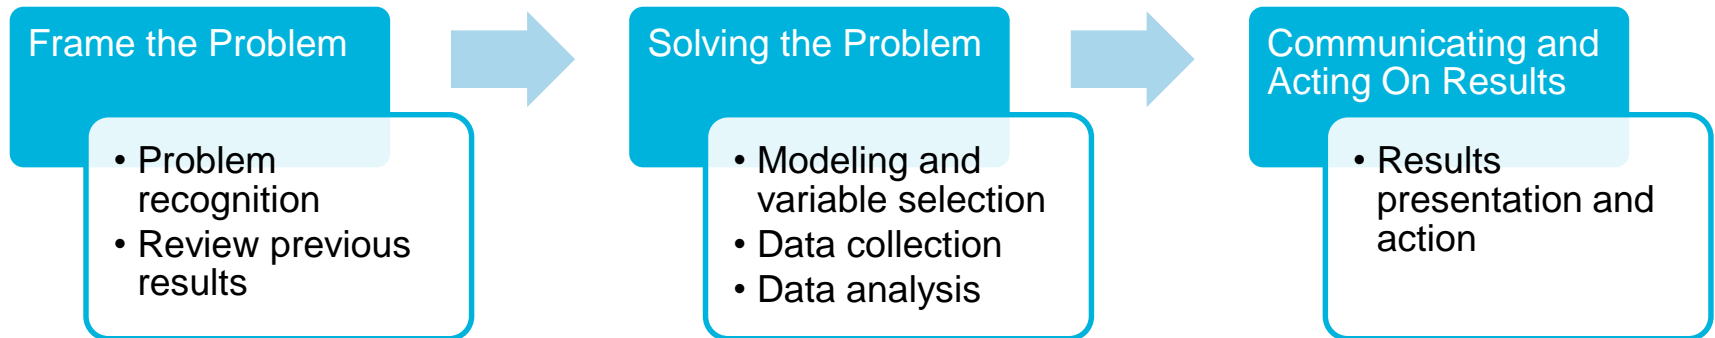 Frame the Problem
• Problem
recognition
• Review previous
results
Solving the Problem
• Modeling and
variable selection
• Data collection
• Data analysis
Communicating and
Acting On Results
• Results
presentation and
action